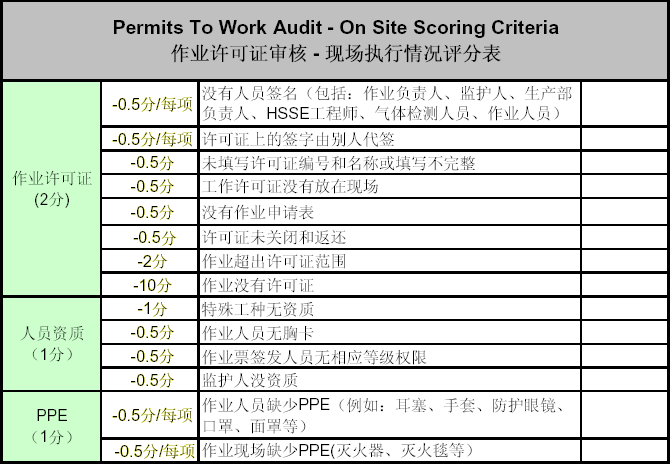 Permits To Work Audit - On Site Scoring Criteria
作业许可证审核 - 现场执行情况评分表
作业许可证
(2分)
-0.5分/每项
没有人员签名（包括：作业负责人、监护人、生产部
负责人、HSSE工程师、气体检测人员、作业人员）
-0.5分/每项
许可证上的签字由别人代签
-0.5分
未填写许可证编号和名称或填写不完整
-0.5分
工作许可证没有放在现场
-0.5分
没有作业申请表
-0.5分
许可证未关闭和返还
-2分
作业超出许可证范围
-10分
作业没有许可证
人员资质
（1分）
-1分
特殊工种无资质
-0.5分
作业人员无胸卡
-0.5分
作业票签发人员无相应等级权限
-0.5分
监护人没资质
PPE
（1分）
-0.5分/每项
作业人员缺少PPE（例如：耳塞、手套、防护眼镜、
口罩、面罩等）
-0.5分/每项
作业现场缺少PPE(灭火器、灭火毯等）